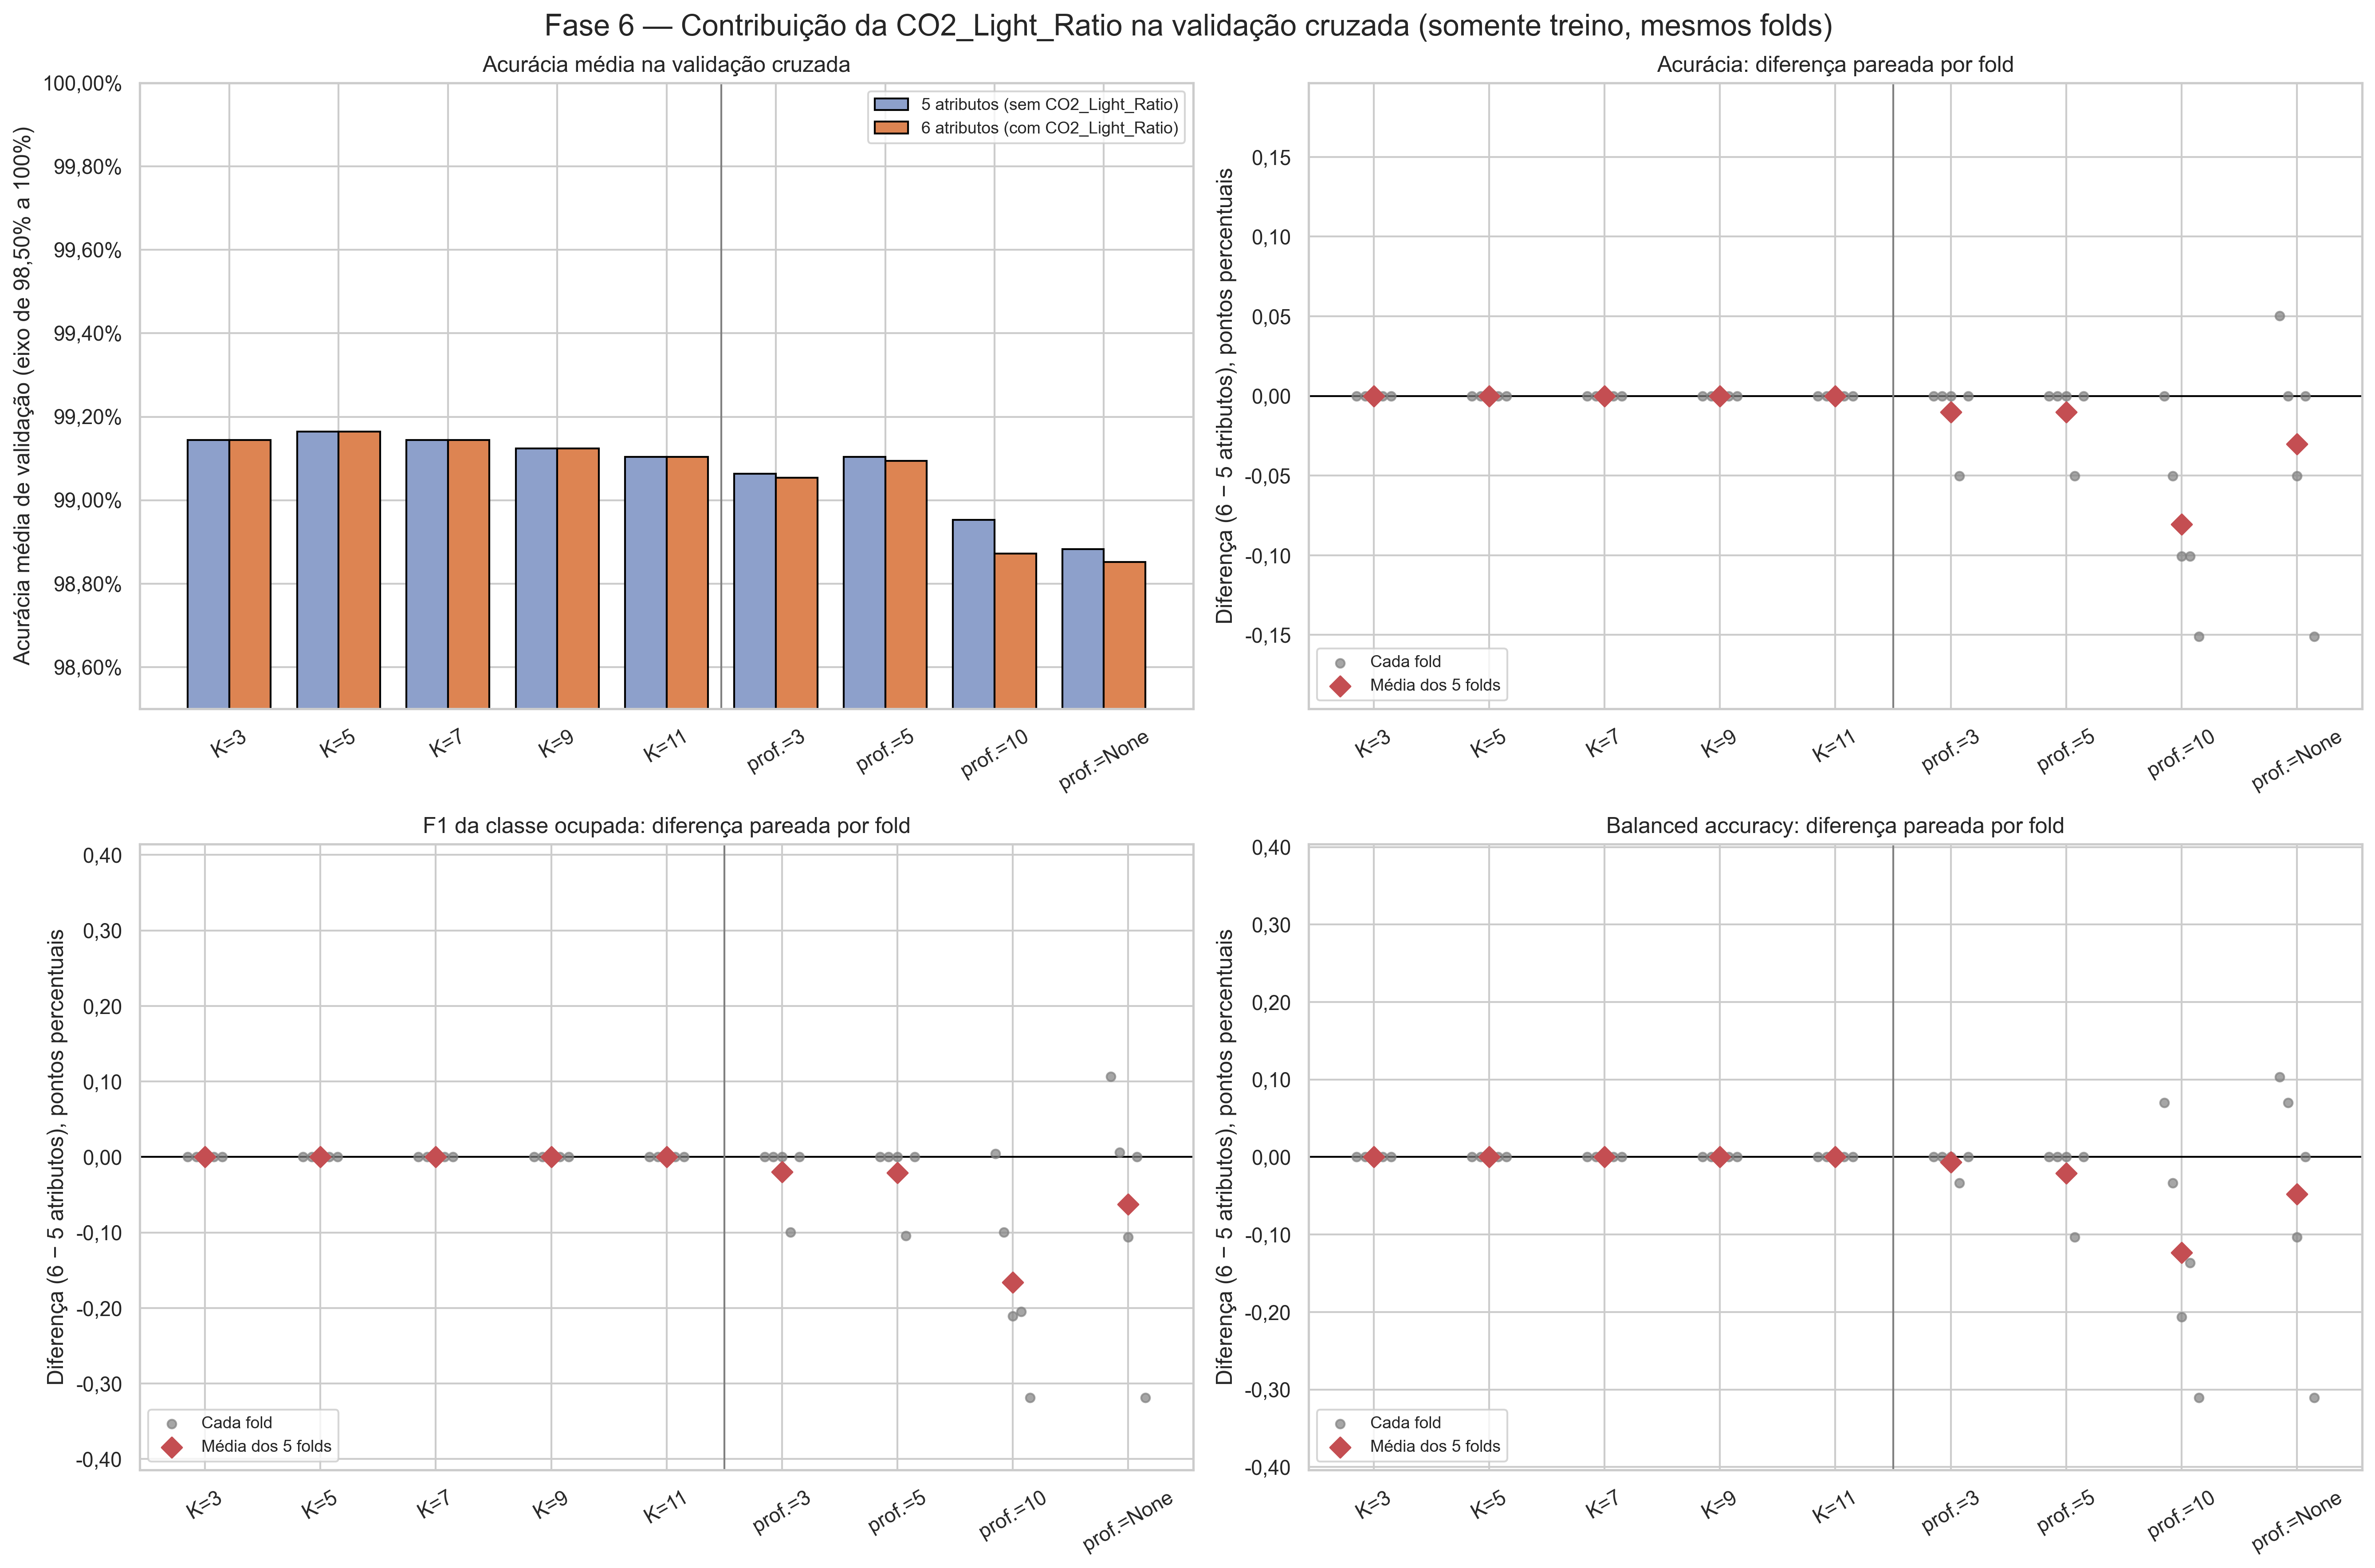 Fase 6 — Contribuição da CO2_Light_Ratio na validação cruzada (somente treino, mesmos folds)
Acurácia média na validação cruzada
Acurácia média de validação (eixo de 98,50% a 100%)
100,00%
99,80%
99,60%
99,40%
99,20%
99,00%
98,80%
98,60%
5 atributos (sem CO2_Light_Ratio)
6 atributos (com CO2_Light_Ratio)
K=3
K=5
K=7
K=9
K=11
prof.=3
prof.=5
prof.=10
prof.=None
Acurácia: diferença pareada por fold
Diferença (6 − 5 atributos), pontos percentuais
0,15
0,10
0,05
0,00
-0,05
-0,10
-0,15
Cada fold
Média dos 5 folds
K=3
K=5
K=7
K=9
K=11
prof.=3
prof.=5
prof.=10
prof.=None
F1 da classe ocupada: diferença pareada por fold
Diferença (6 − 5 atributos), pontos percentuais
0,40
0,30
0,20
0,10
0,00
-0,10
-0,20
-0,30
-0,40
Cada fold
Média dos 5 folds
K=3
K=5
K=7
K=9
K=11
prof.=3
prof.=5
prof.=10
prof.=None
Balanced accuracy: diferença pareada por fold
Diferença (6 − 5 atributos), pontos percentuais
0,40
0,30
0,20
0,10
0,00
-0,10
-0,20
-0,30
-0,40
Cada fold
Média dos 5 folds
K=3
K=5
K=7
K=9
K=11
prof.=3
prof.=5
prof.=10
prof.=None